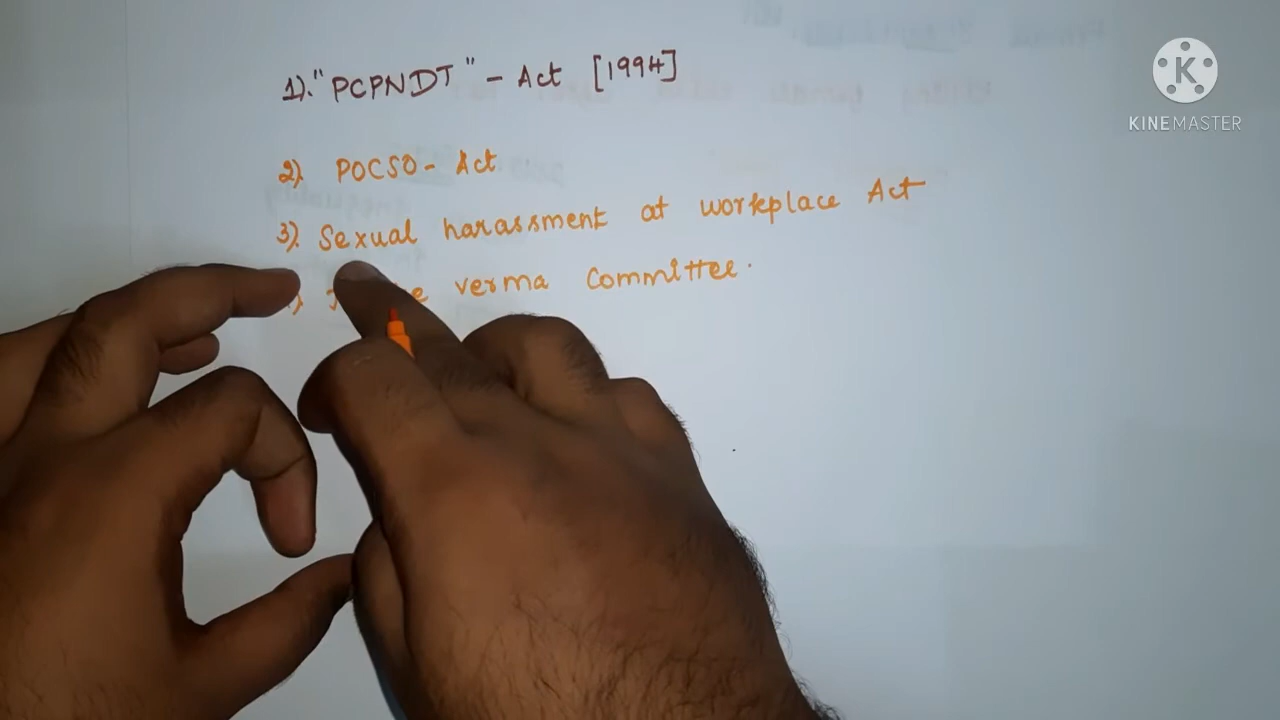 1). "PCPNDT" - Act [1994]
2) POCSO - Act
3). Sexual harassment at workplace Act
verma Committee.
K
KINEMASTER